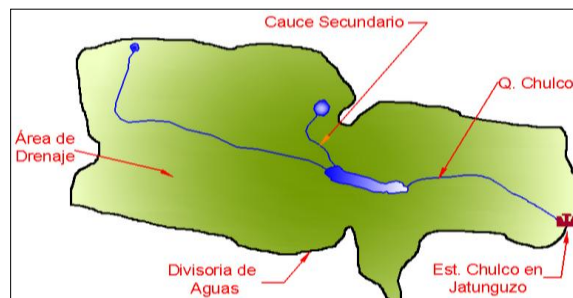 Cauce Secundario
Q. Chulco
Área de
Drenaje
Divisoria de
Aguas
Est. Chulco en
Jatunguzo